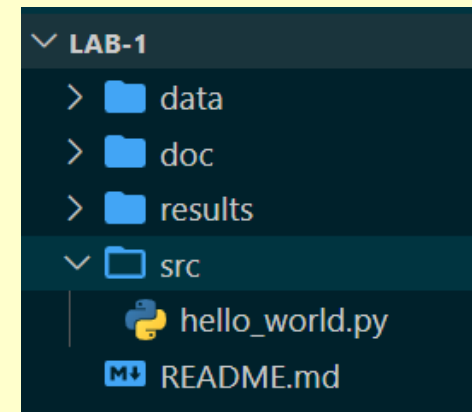 LAB-1
data
doc
results
src
hello_world.py
M↓ README.md